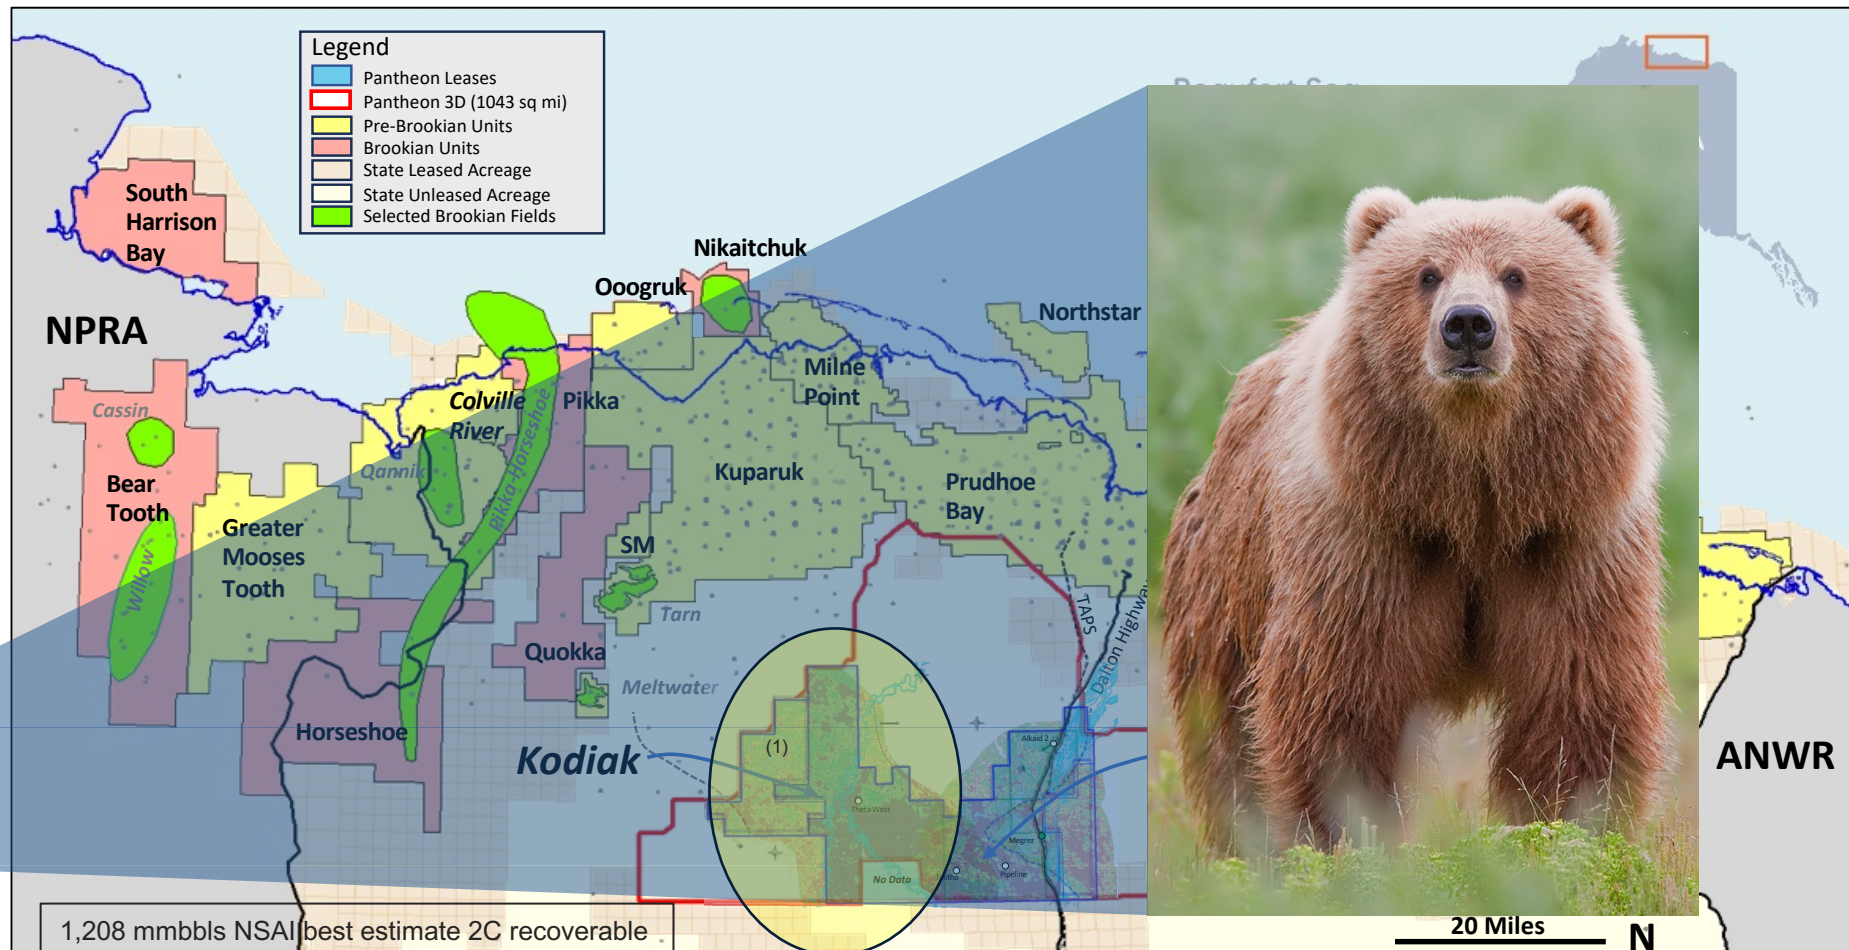 Legend
Pantheon Leases
Pantheon 3D (1043 sq mi)
Pre-Brookian Units
Brookian Units
State Leased Acreage
State Unleased Acreage
Selected Brookian Fields
South
Harrison
Bay
Nikaitchuk
Ooogruk
Northstar
NPRA
Milne
Point
Cassin
Colville
River
Pikka
Pikka-Horseshoe
Qannik
Kuparuk
Prudhoe
Bay
Bear
Tooth
Greater
Mooses
Tooth
Willow
SM
Tarn
TAPS
Dalton Highway
Quokka
Meltwater
Horseshoe
Kodiak
(1)
Alkaid 2
Theta West
Megrez
Pipeline
No Data
ANWR
1,208 mmbbls NSAI best estimate 2C recoverable
20 Miles
N